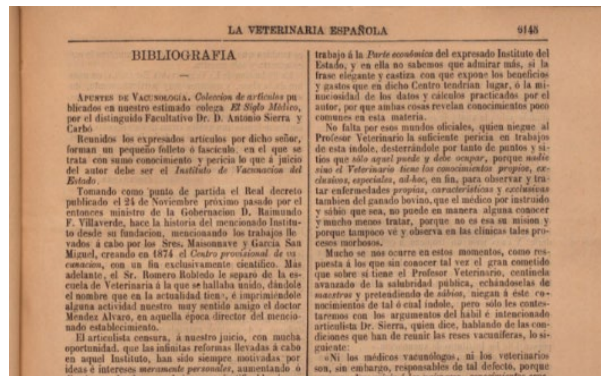 LA VETERINARIA ESPAÑOLA
6145
BIBLIOGRAFIA
APUNTES DE VACUNOLOGIA. Coleccion de articulos pu-
blicados en nuestro estimado colega El Siglo Médico,
por el distinguido Facultativo Dr. D. Antonio Sierra y
Carbó
Reunidos los expresados artículos por dicho señor,
forman un pequeño folleto ó fascículo, en el que se
trata con sumo conocimiento y pericia lo que á juicio
del autor debe ser el Instituto de Vacunacion del
Estado.
Tomando como punto de partida el Real decreto
publicado el 24 de Noviembre próximo pasado por el
entonces ministro de la Gobernacion D. Raimundo
F. Villaverde, hace la historia del mencionado Institu-
to desde su fundacion, mencionando los trabajos lle-
vados á cabo por los Sres. Maisonnave y García San
Miguel, creando en 1874 el Centro provisional de va-
cunacion, con un fin exclusivamente científico. Mas
adelante, el Sr. Romero Robledo le separó de la es-
cuela de Veterinaria á la que se hallaba unido, dándole
el nombre que en la actualidad tiene, é imprimiéndole
alguna actividad nuestro muy sentido amigo el doctor
Mendez Alvaro, en aquella época director del mencio-
nado establecimiento.
El articulista censura, á nuestro juicio, con mucha
oportunidad, que las infinitas reformas llevadas á cabo
en aquel Instituto, han sido siempre motivadas por
ideas é intereses meramente personales, aumentando ó
trabajo á la Parte económica del expresado Instituto del
Estado, y en ella no sabemos que admirar más, si la
frase elegante y castiza con que expone los beneficios
y gastos que en dicho Centro tendrian lugar, ó la mi-
nuciosidad de los datos y cálculos practicados por el
autor, por que ambas cosas revelan conocimientos poco
comunes en esta materia.
No falta por esos mundos oficiales, quien niegue al
Profesor Veterinario la suficiente pericia en trabajos
de esta índole, desterrándole por tanto de puntos y si-
tios que sólo aquel puede y debe ocupar, porque nadie
sino el Veterinario tiene los conocimientos propios, ex-
clusivos, especiales, ad-hoc, en fin, para observar y tra-
tar enfermedades propias, características y exclusivas
tambien del ganado bovino, que el médico por instruido
y sábio que sea, no puede en manera alguna conocer
y mucho menos tratar, porque no es esa su mision y
porque tampoco vé y observa en las clínicas tales pro-
cesos morbosos.
Mucho se nos ocurre en estos momentos, como res-
puesta á los que sin conocer tal vez el gran cometido
que sobre sí tiene el Profesor Veterinario, centinela
avanzado de la salubridad pública, echándoselas de
maestros y pretendiendo de sábios, niegan á éste co-
nocimientos de tal ó cual índole, pero sólo les contes-
taremos con los argumentos del hábil é intencionado
articulista Dr. Sierra, quien dice, hablando de las con-
diciones que han de reunir las reses vacuníferas, lo si-
guiente:
«Ni los médicos vacunólogos, ni los veterinarios
son, sin embargo, responsables de tal defecto, porque